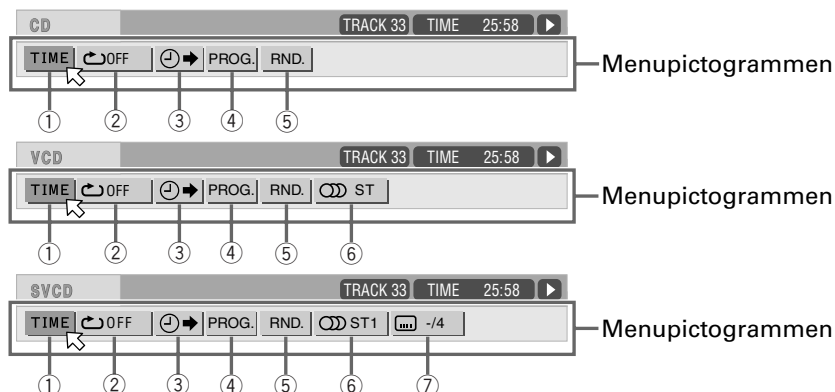 CD TRACK 33 TIME 25:58
TIME OFF PROG. RND. Menupictogrammen
① ② ③ ④ ⑤
VCD TRACK 33 TIME 25:58
TIME OFF PROG. RND. ST Menupictogrammen
① ② ③ ④ ⑤ ⑥
SVCD TRACK 33 TIME 25:58
TIME OFF PROG. RND. ST1 -/4 Menupictogrammen
① ② ③ ④ ⑤ ⑥ ⑦